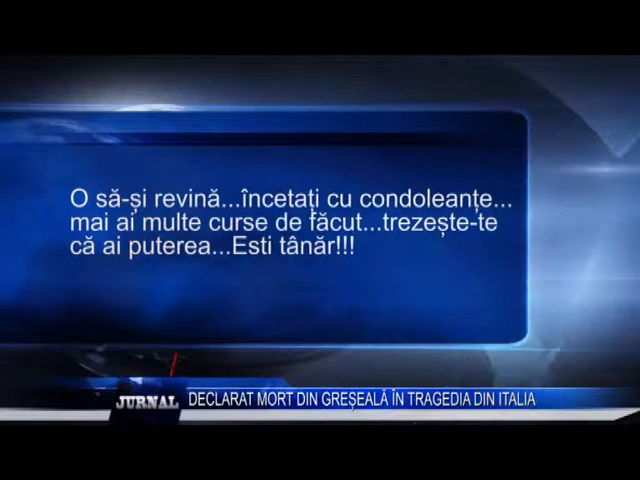 O să-și revină...încetați cu condoleanțe...
mai ai multe curse de făcut...trezește-te
că ai puterea...Esti tânăr!!!
JURNAL
DECLARAT MORT DIN GREȘEALĂ ÎN TRAGEDIA DIN ITALIA